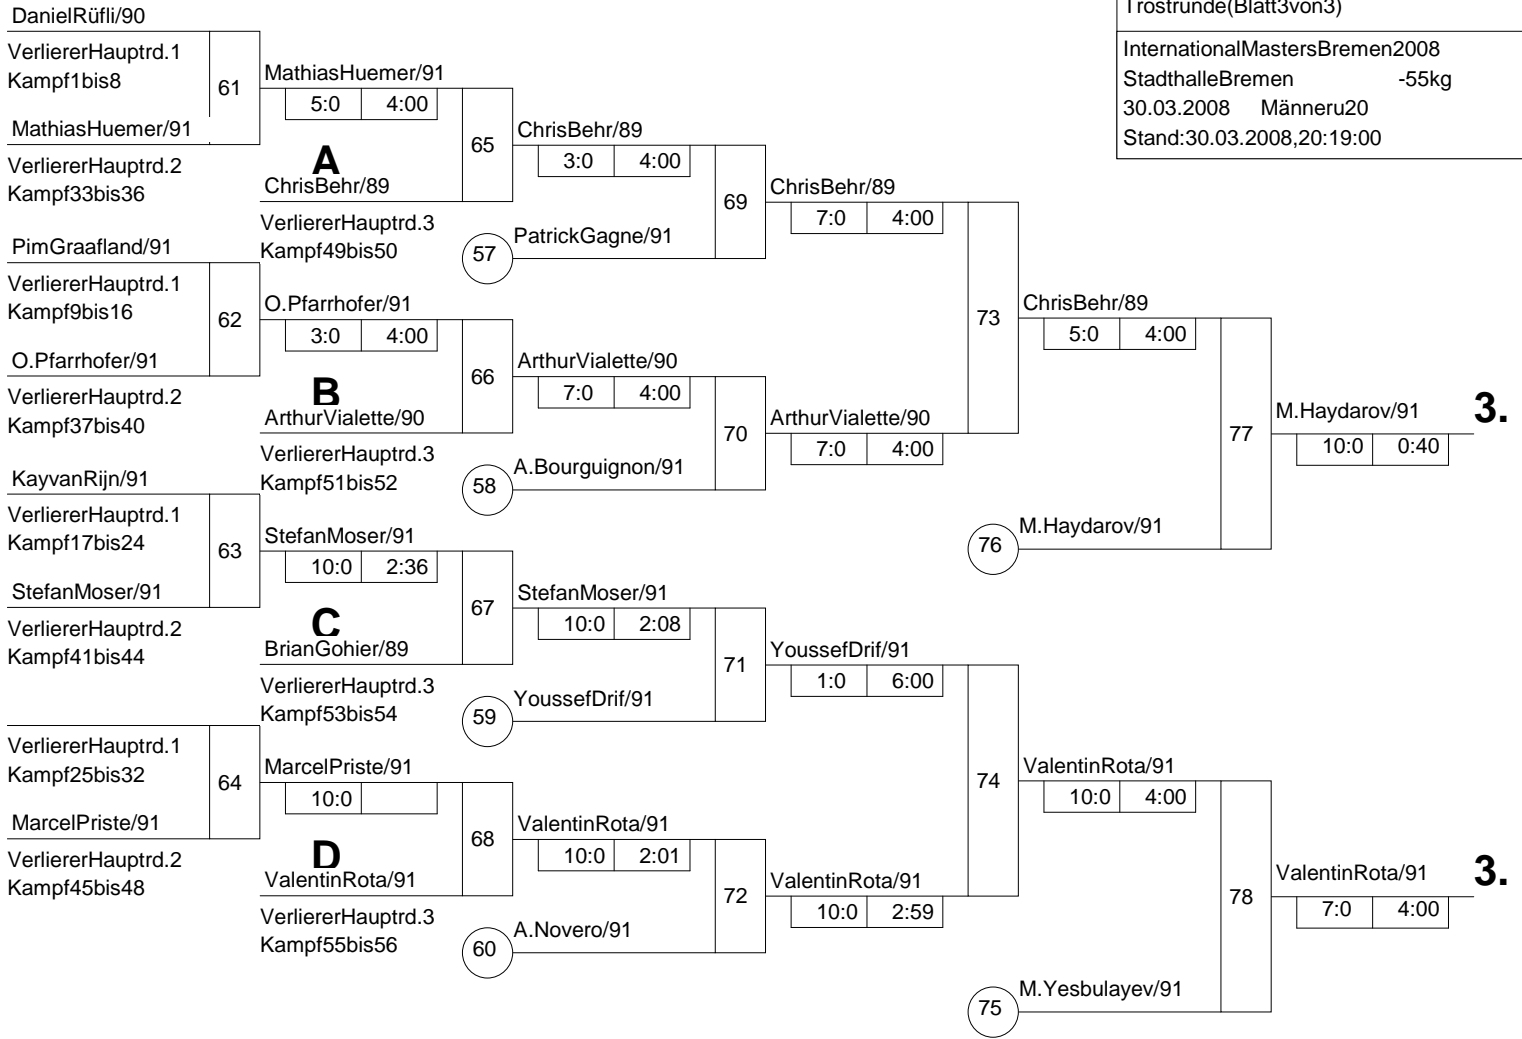 Trostrunde(Blatt3von3)
InternationalMastersBremen2008
StadthalleBremen -55kg
30.03.2008 Männeru20
Stand:30.03.2008,20:19:00
DanielRüfli/90
VerliererHauptrd.1
Kampf1bis8
61
MathiasHuemer/91
VerliererHauptrd.2
Kampf33bis36
MathiasHuemer/91
5:0 4:00
A
ChrisBehr/89
VerliererHauptrd.3
Kampf49bis50
65
ChrisBehr/89
3:0 4:00
57
PatrickGagne/91
69
ChrisBehr/89
7:0 4:00
PimGraafland/91
VerliererHauptrd.1
Kampf9bis16
62
O.Pfarrhofer/91
VerliererHauptrd.2
Kampf37bis40
O.Pfarrhofer/91
3:0 4:00
B
ArthurVialette/90
VerliererHauptrd.3
Kampf51bis52
66
ArthurVialette/90
7:0 4:00
58
A.Bourguignon/91
70
ArthurVialette/90
7:0 4:00
73
ChrisBehr/89
5:0 4:00
76
M.Haydarov/91
77
M.Haydarov/91
10:0 0:40
3.
KayvanRijn/91
VerliererHauptrd.1
Kampf17bis24
63
StefanMoser/91
VerliererHauptrd.2
Kampf41bis44
StefanMoser/91
10:0 2:36
C
BrianGohier/89
VerliererHauptrd.3
Kampf53bis54
67
StefanMoser/91
10:0 2:08
59
YoussefDrif/91
71
YoussefDrif/91
1:0 6:00
VerliererHauptrd.1
Kampf25bis32
64
MarcelPriste/91
VerliererHauptrd.2
Kampf45bis48
MarcelPriste/91
10:0
D
ValentinRota/91
VerliererHauptrd.3
Kampf55bis56
68
ValentinRota/91
10:0 2:01
60
A.Novero/91
72
ValentinRota/91
10:0 2:59
74
ValentinRota/91
10:0 4:00
75
M.Yesbulayev/91
78
ValentinRota/91
7:0 4:00
3.